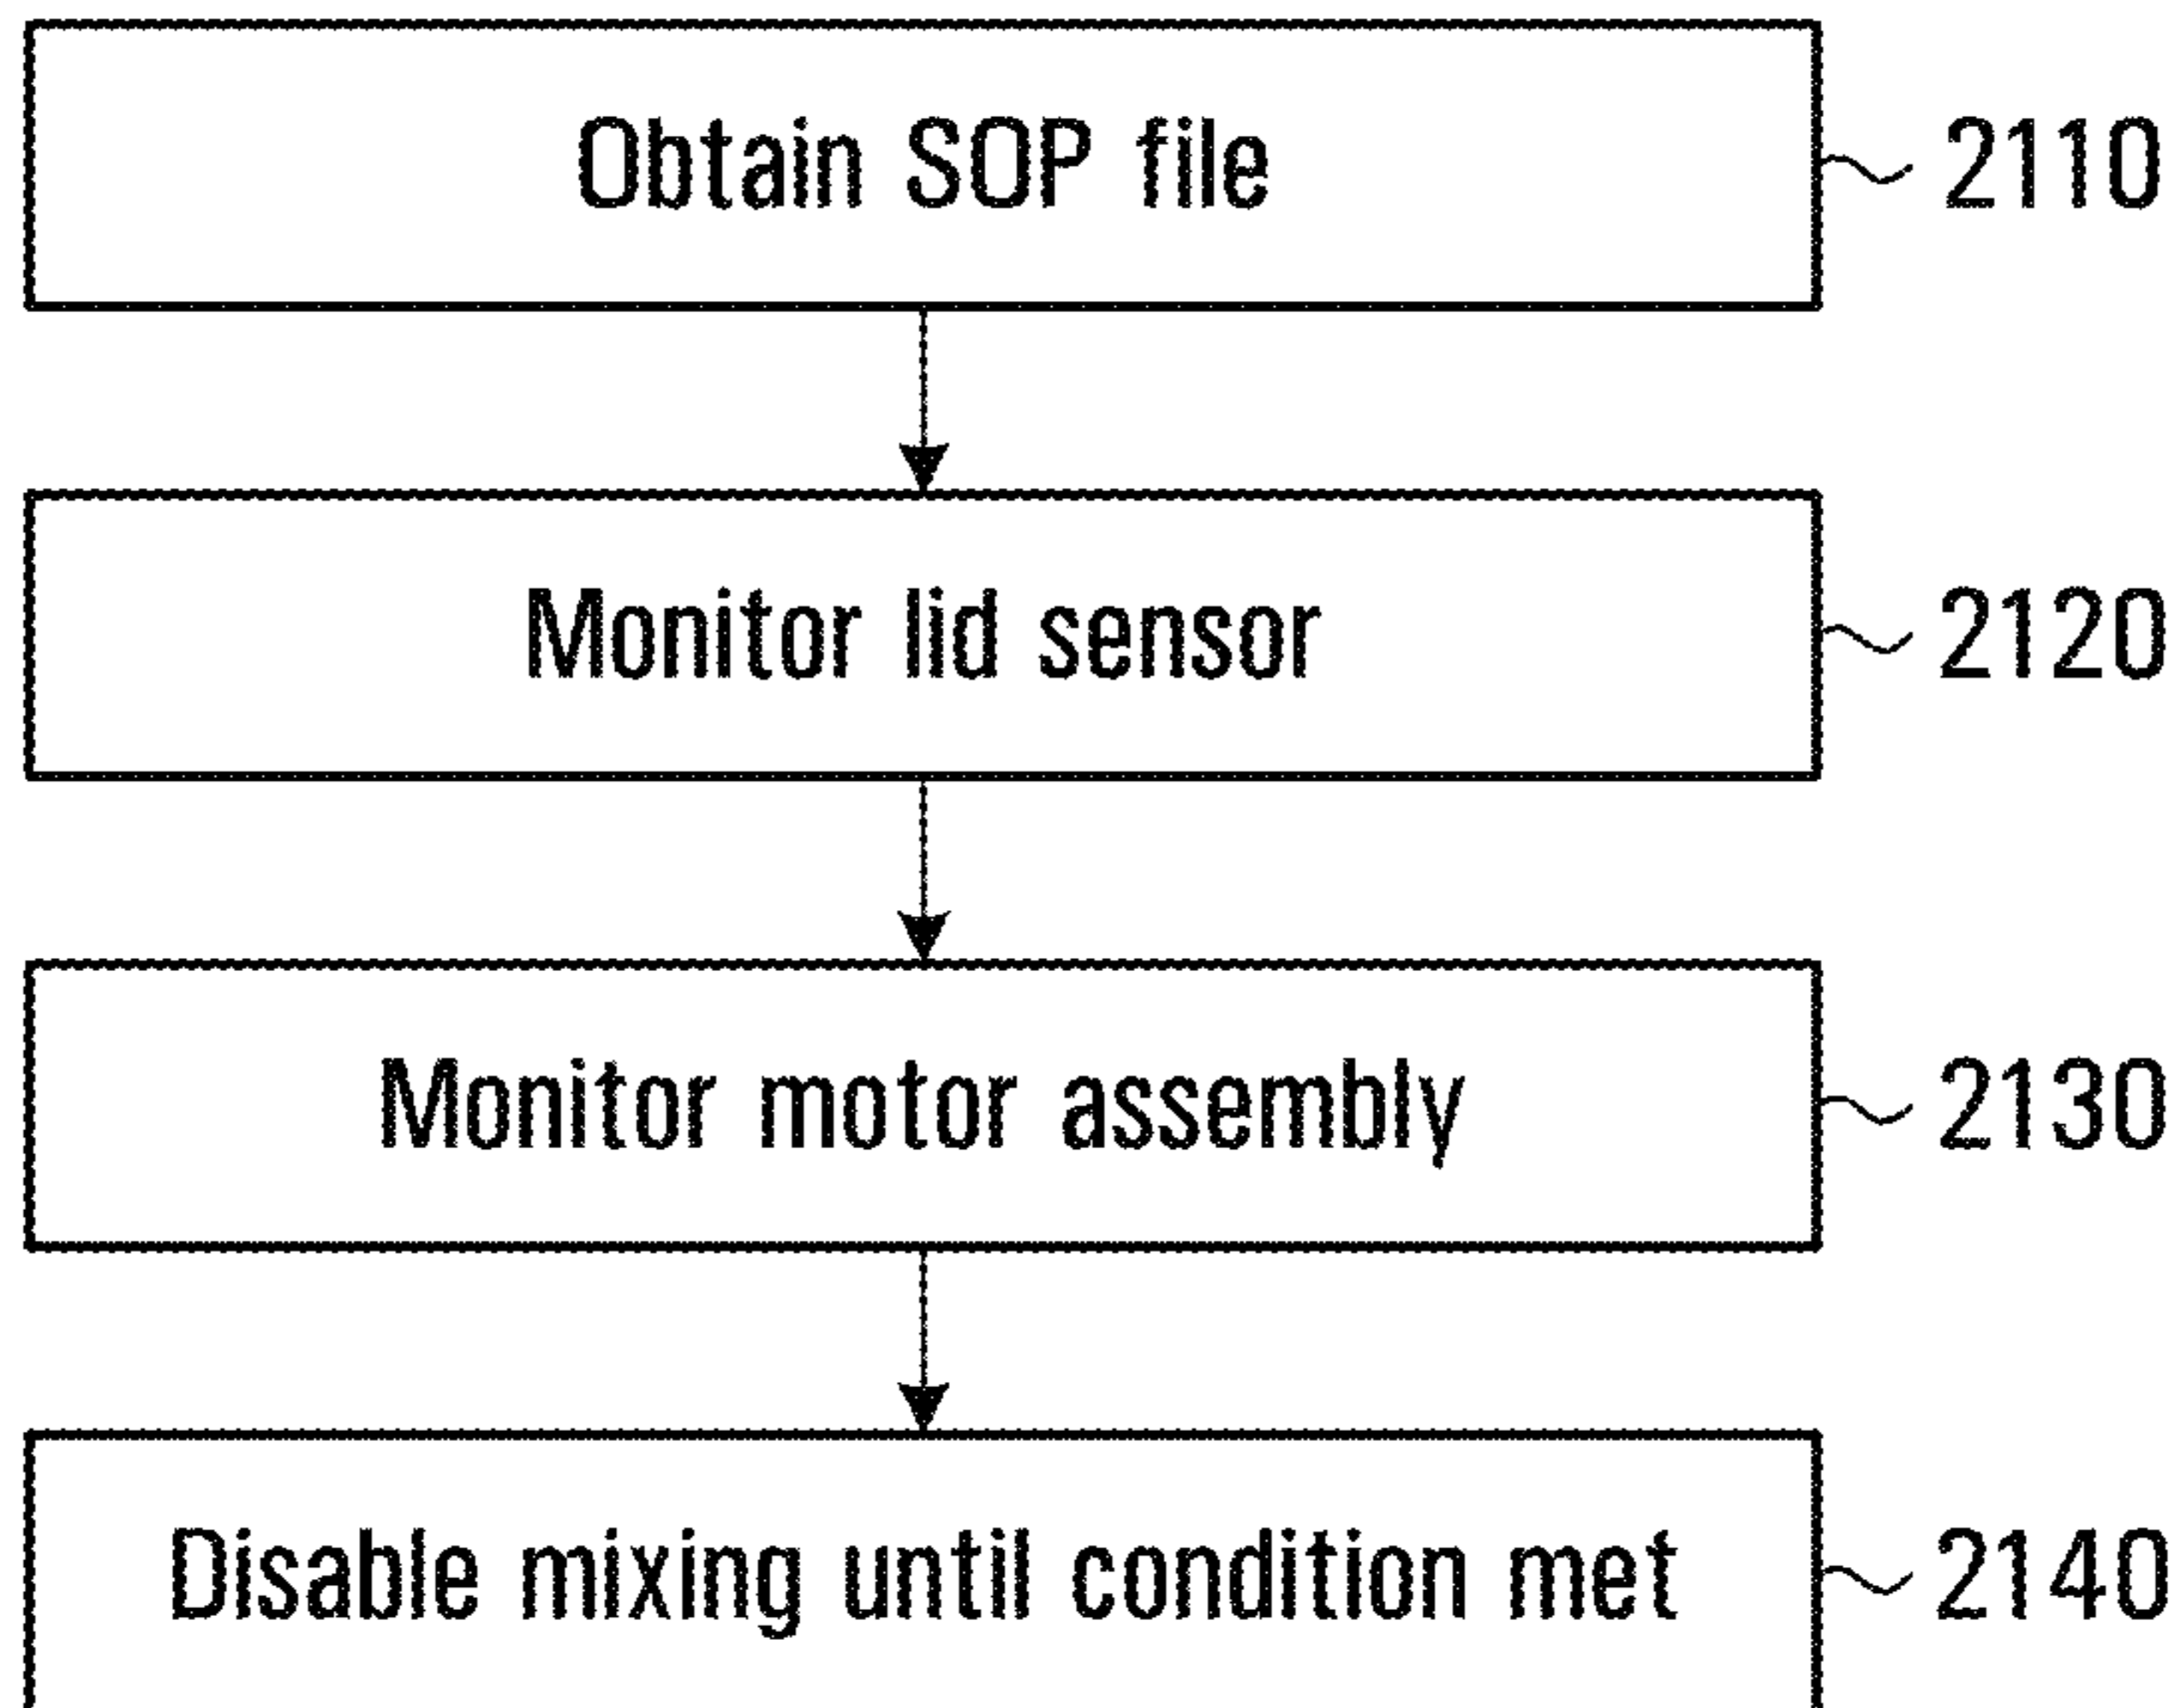 Obtain SOP file 2110
Monitor lid sensor 2120
Monitor motor assembly 2130
Disable mixing until condition met 2140